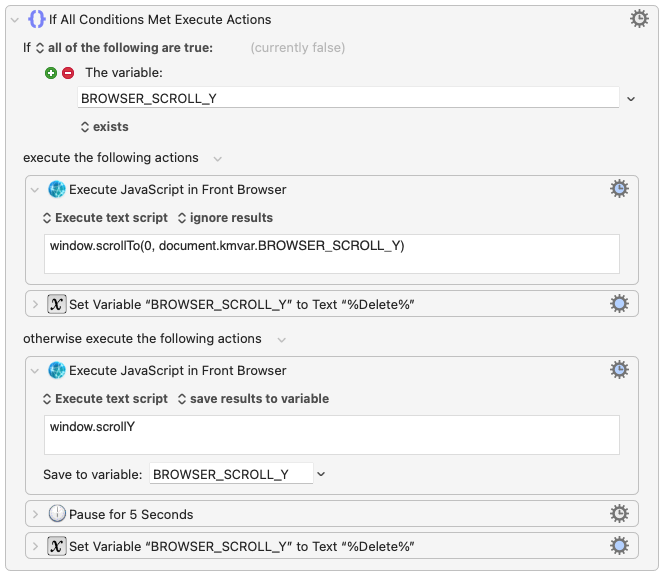 If All Conditions Met Execute Actions
If all of the following are true: (currently false)
The variable:
BROWSER_SCROLL_Y
exists
execute the following actions
Execute JavaScript in Front Browser
Execute text script ignore results
window.scrollTo(0, document.kmvar.BROWSER_SCROLL_Y)
Set Variable “BROWSER_SCROLL_Y” to Text “%Delete%”
otherwise execute the following actions
Execute JavaScript in Front Browser
Execute text script save results to variable
window.scrollY
Save to variable: BROWSER_SCROLL_Y
Pause for 5 Seconds
Set Variable “BROWSER_SCROLL_Y” to Text “%Delete%”